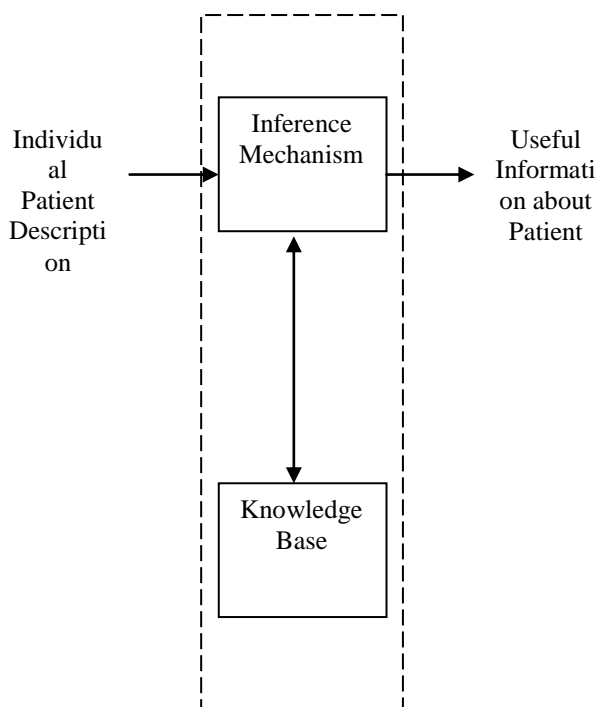 Individu
al
Patient
Descripti
on
Inference
Mechanism
Useful
Informati
on about
Patient
Knowledge
Base